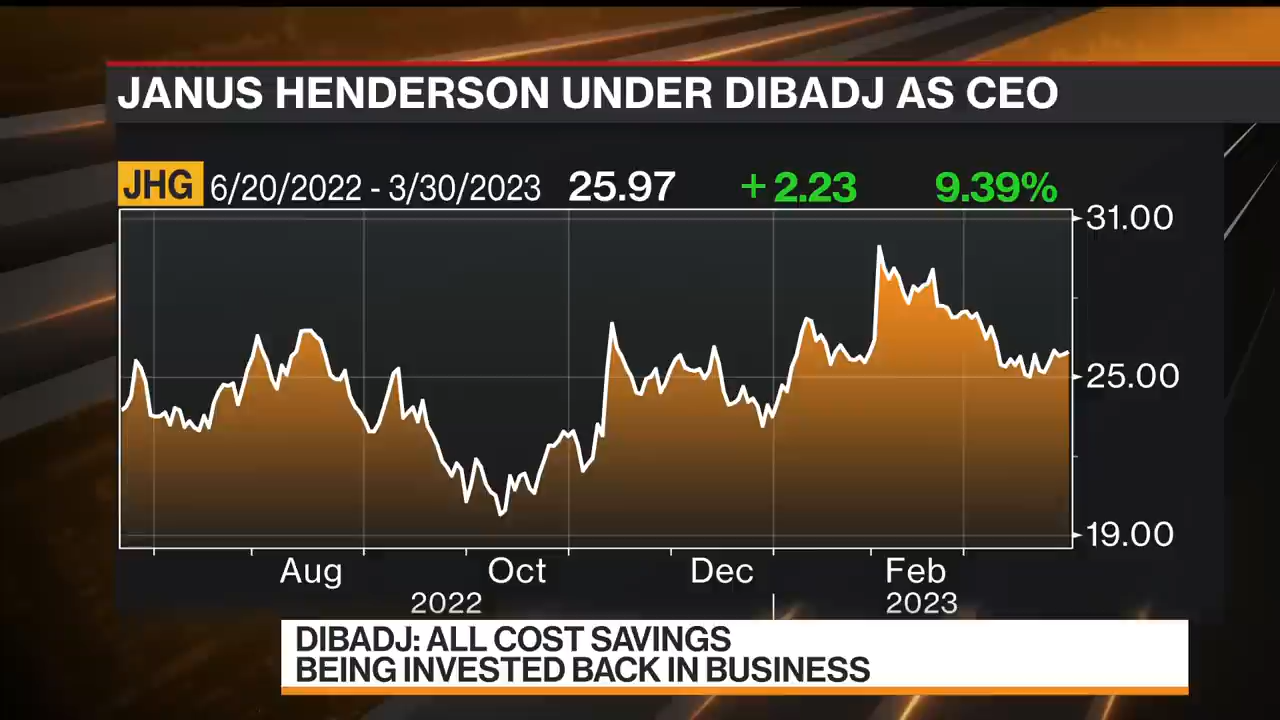 JANUS HENDERSON UNDER DIBADJ AS CEO
JHG 6/20/2022 - 3/30/2023 25.97 + 2.23 9.39%
31.00
25.00
19.00
Aug Oct Dec Feb
2022 2023
DIBADJ: ALL COST SAVINGS
BEING INVESTED BACK IN BUSINESS